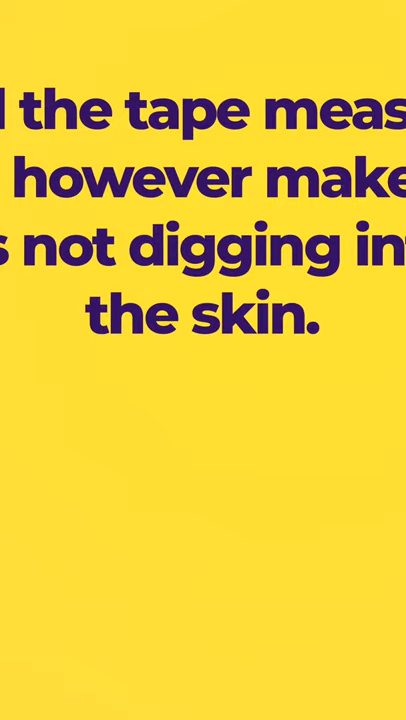 the tape meas
however make
s not digging in
the skin.